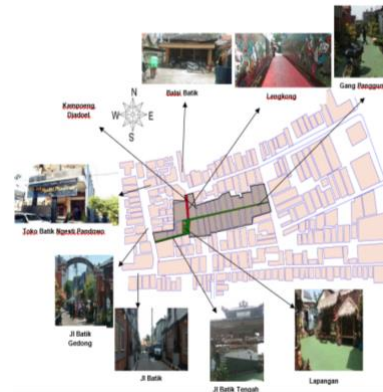 Gang Panggung
Balai Batik
Lengkong
Kampoeng
Djadoel
N
W E
S
Toko Batik Ngesti Pandowo
Jl Batik
Gedong
Jl Batik
Jl Batik Tengah
Lapangan